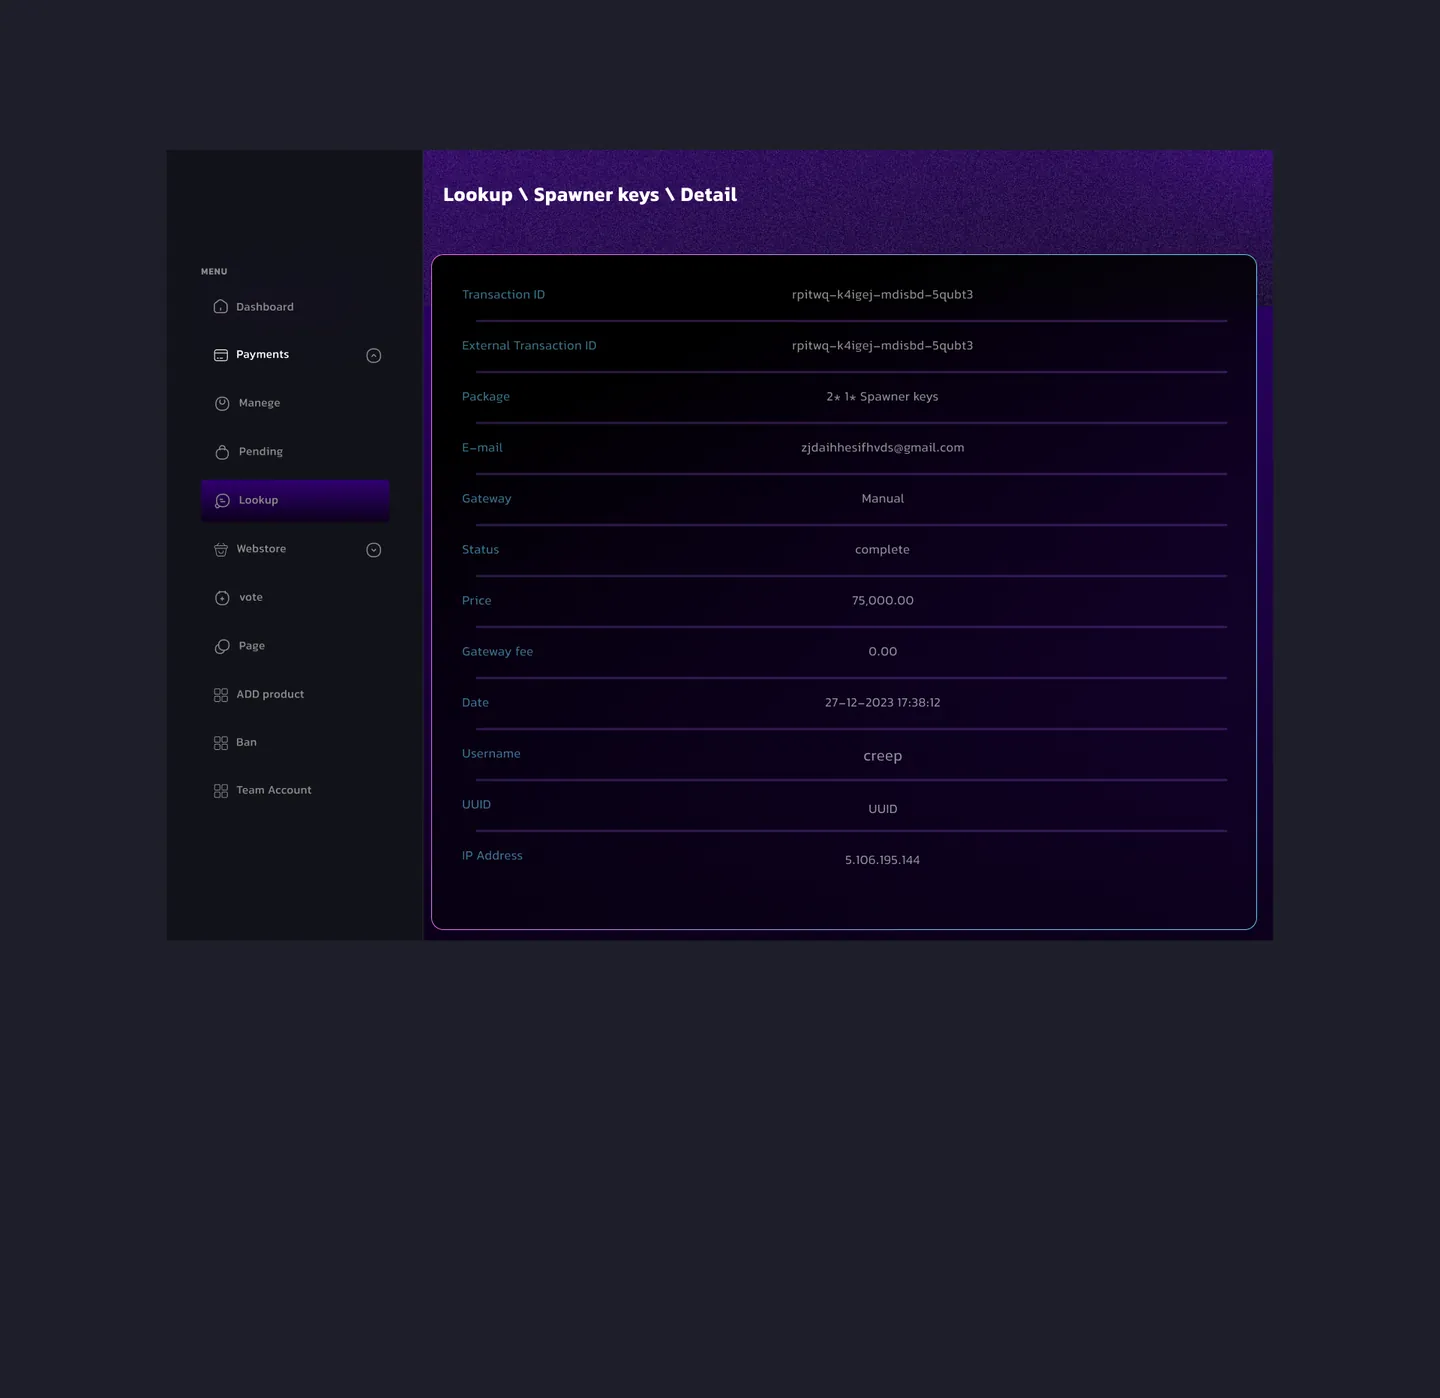 Lookup \ Spawner keys \ Detail
MENU
Dashboard
Payments
Manege
Pending
Lookup
Webstore
vote
Page
ADD product
Ban
Team Account
Transaction ID rpitwq-k4igej-mdisbd-5qubt3
External Transaction ID rpitwq-k4igej-mdisbd-5qubt3
Package 2* 1* Spawner keys
E-mail zjdaihhesifhvds@gmail.com
Gateway Manual
Status complete
Price 75,000.00
Gateway fee 0.00
Date 27-12-2023 17:38:12
Username creep
UUID UUID
IP Address 5.106.195.144